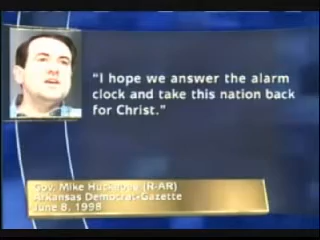 “I hope we answer the alarm
clock and take this nation back
for Christ.”
Gov. Mike Huckabee (R-AR)
Arkansas Democrat-Gazette
June 8, 1998